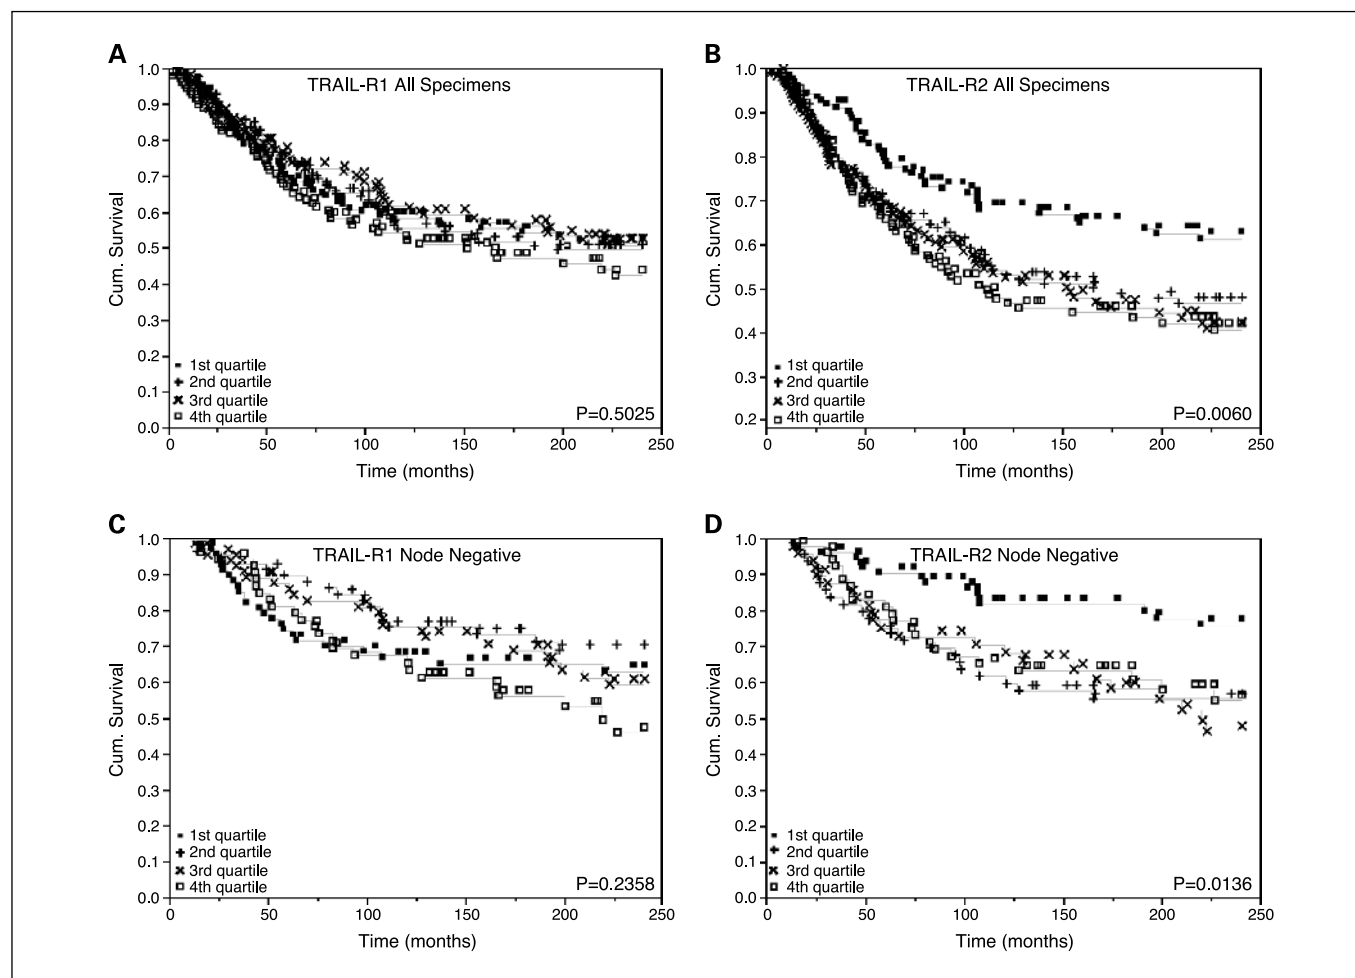 A
TRAIL-R1 All Specimens
1.0
0.9
0.8
0.7
0.6
0.5
0.4
0.3
0.2
0.1
0.0
Cum. Survival
1st quartile
2nd quartile
3rd quartile
4th quartile
P=0.5025
0 50 100 150 200 250
Time (months)
B
TRAIL-R2 All Specimens
1.0
0.9
0.8
0.7
0.6
0.5
0.4
0.3
0.2
Cum. Survival
1st quartile
2nd quartile
3rd quartile
4th quartile
P=0.0060
0 50 100 150 200 250
Time (months)
C
TRAIL-R1 Node Negative
1.0
0.9
0.8
0.7
0.6
0.5
0.4
0.3
0.2
0.1
0.0
Cum. Survival
1st quartile
2nd quartile
3rd quartile
4th quartile
P=0.2358
0 50 100 150 200 250
Time (months)
D
TRAIL-R2 Node Negative
1.0
0.9
0.8
0.7
0.6
0.5
0.4
0.3
0.2
0.1
0.0
Cum. Survival
1st quartile
2nd quartile
3rd quartile
4th quartile
P=0.0136
0 50 100 150 200 250
Time (months)